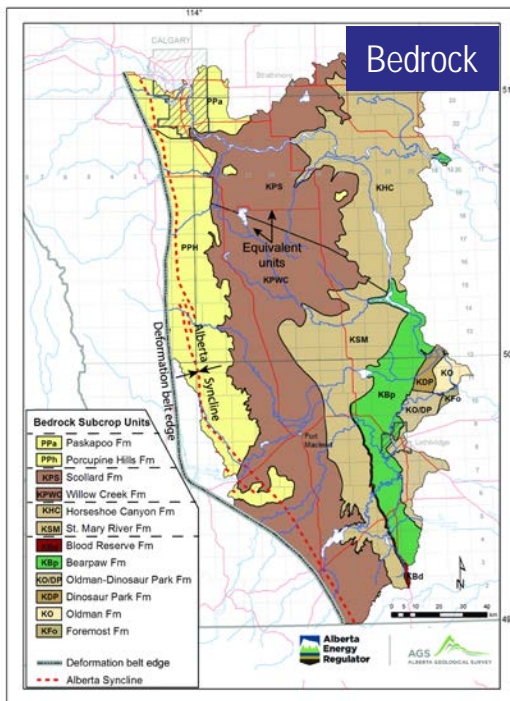 114°
Bedrock
CALGARY
Strathmore
51
PPa
KPS
KHC
Equivalent
units
PPH
KPWC
KSM
Alberta
Syncline
Deformation belt edge
50
KBp
KDP
KO
KFo
KO/DP
Lethbridge
Fort
Macleod
KBd
49
Bedrock Subcrop Units
PPa Paskapoo Fm
PPh Porcupine Hills Fm
KPS Scollard Fm
KPWC Willow Creek Fm
KHC Horseshoe Canyon Fm
KSM St. Mary River Fm
Blood Reserve Fm
KBp Bearpaw Fm
KO/DP Oldman-Dinosaur Park Fm
KDP Dinosaur Park Fm
KO Oldman Fm
KFo Foremost Fm
Deformation belt edge
Alberta Syncline
N
0 10 20 30 40
km
Alberta
Energy
Regulator
AGS
ALBERTA GEOLOGICAL SURVEY